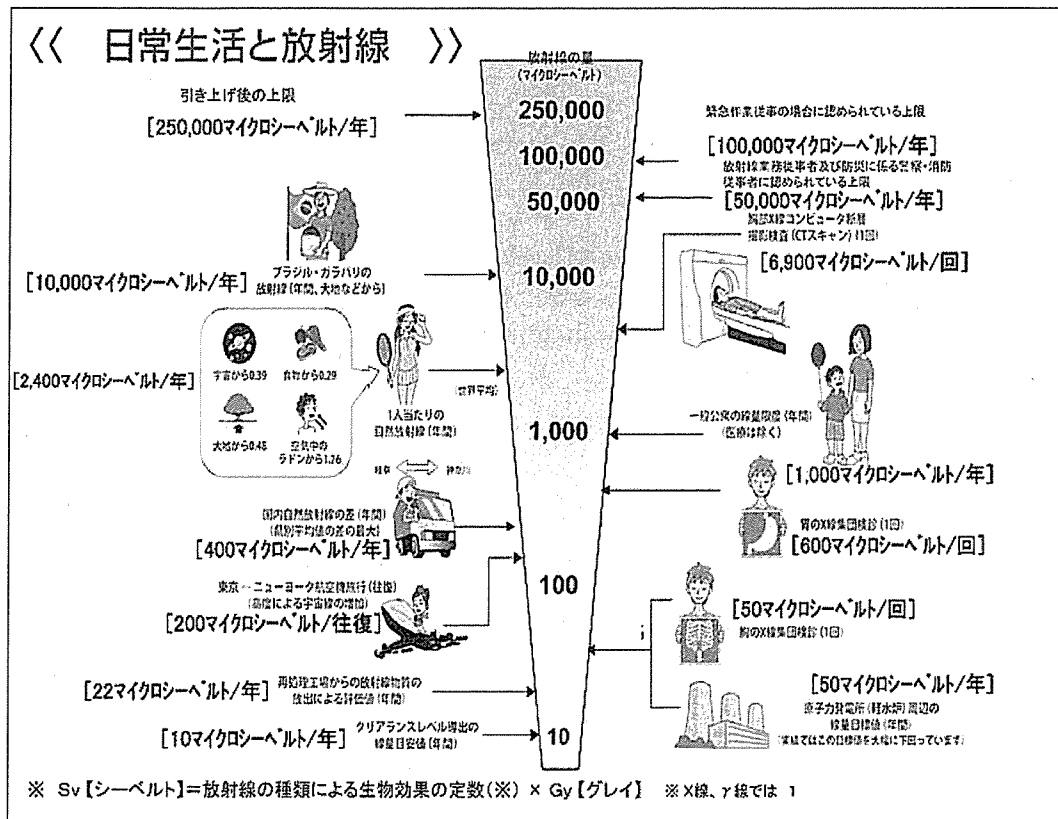 《《 日常生活と放射線 》》
放射線の量
(マイクロシーベルト)
250,000
100,000
50,000
10,000
1,000
100
10
引き上げ後の上限
[250,000マイクロシーベルト/年]
[10,000マイクロシーベルト/年]
ブラジル・ガラパリの
放射線(年間、大地などから)
宇宙から0.39
食物から0.29
[2,400マイクロシーベルト/年]
大地から0.48
空気中の
ラドンから1.26
(世界平均)
1人当たりの
自然放射線(年間)
岐阜
神奈川
国内自然放射線の差(年間)
(県別平均値の差の最大)
[400マイクロシーベルト/年]
東京ーニューヨーク航空機旅行(往復)
(高度による宇宙線の増加)
[200マイクロシーベルト/往復]
[22マイクロシーベルト/年]
再処理工場からの放射線物質の
放出による評価値(年間)
[10マイクロシーベルト/年]
クリアランスレベル導出の
線量目安値(年間)
緊急作業従事の場合に認められている上限
[100,000マイクロシーベルト/年]
放射線業務従事者及び防災に係る警察・消防
従事者に認められている上限
[50,000マイクロシーベルト/年]
胸部X線コンピュータ断層
撮影検査(CTスキャン)(1回)
[6,900マイクロシーベルト/回]
一般公衆の線量限度(年間)
(医療は除く)
[1,000マイクロシーベルト/年]
胃のX線集団検診(1回)
[600マイクロシーベルト/回]
[50マイクロシーベルト/回]
胸のX線集団検診(1回)
[50マイクロシーベルト/年]
原子力発電所(軽水炉)周辺の
線量目標値(年間)
(実績ではこの目標値を大幅に下回っています)
※ Sv【シーベルト】=放射線の種類による生物効果の定数(※) × Gy【グレイ】 ※X線、γ線では 1